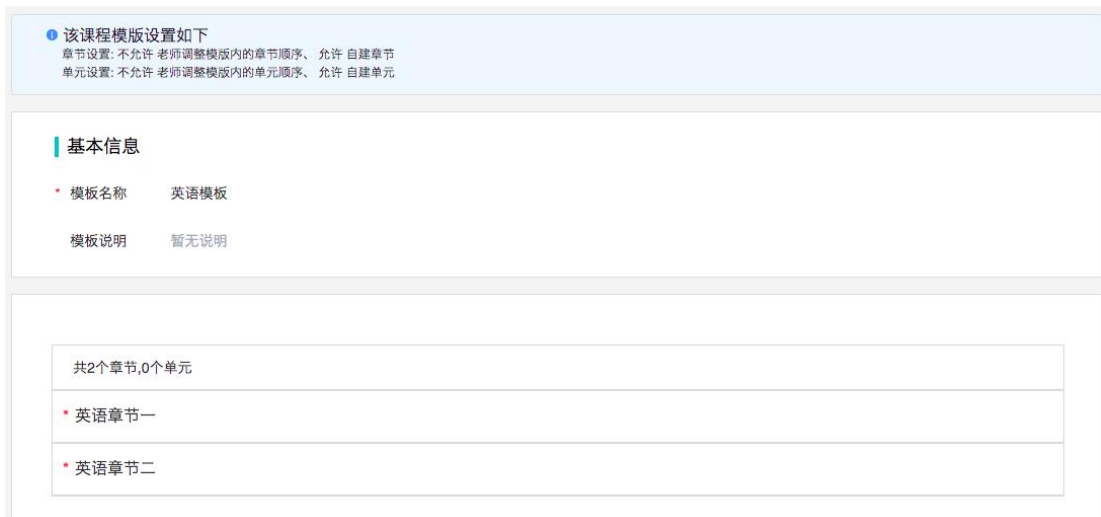 该课程模版设置如下
章节设置: 不允许 老师调整模版内的章节顺序、 允许 自建章节
单元设置: 不允许 老师调整模版内的单元顺序、 允许 自建单元
基本信息
* 模板名称 英语模板
模板说明 暂无说明
共2个章节,0个单元
* 英语章节一
* 英语章节二